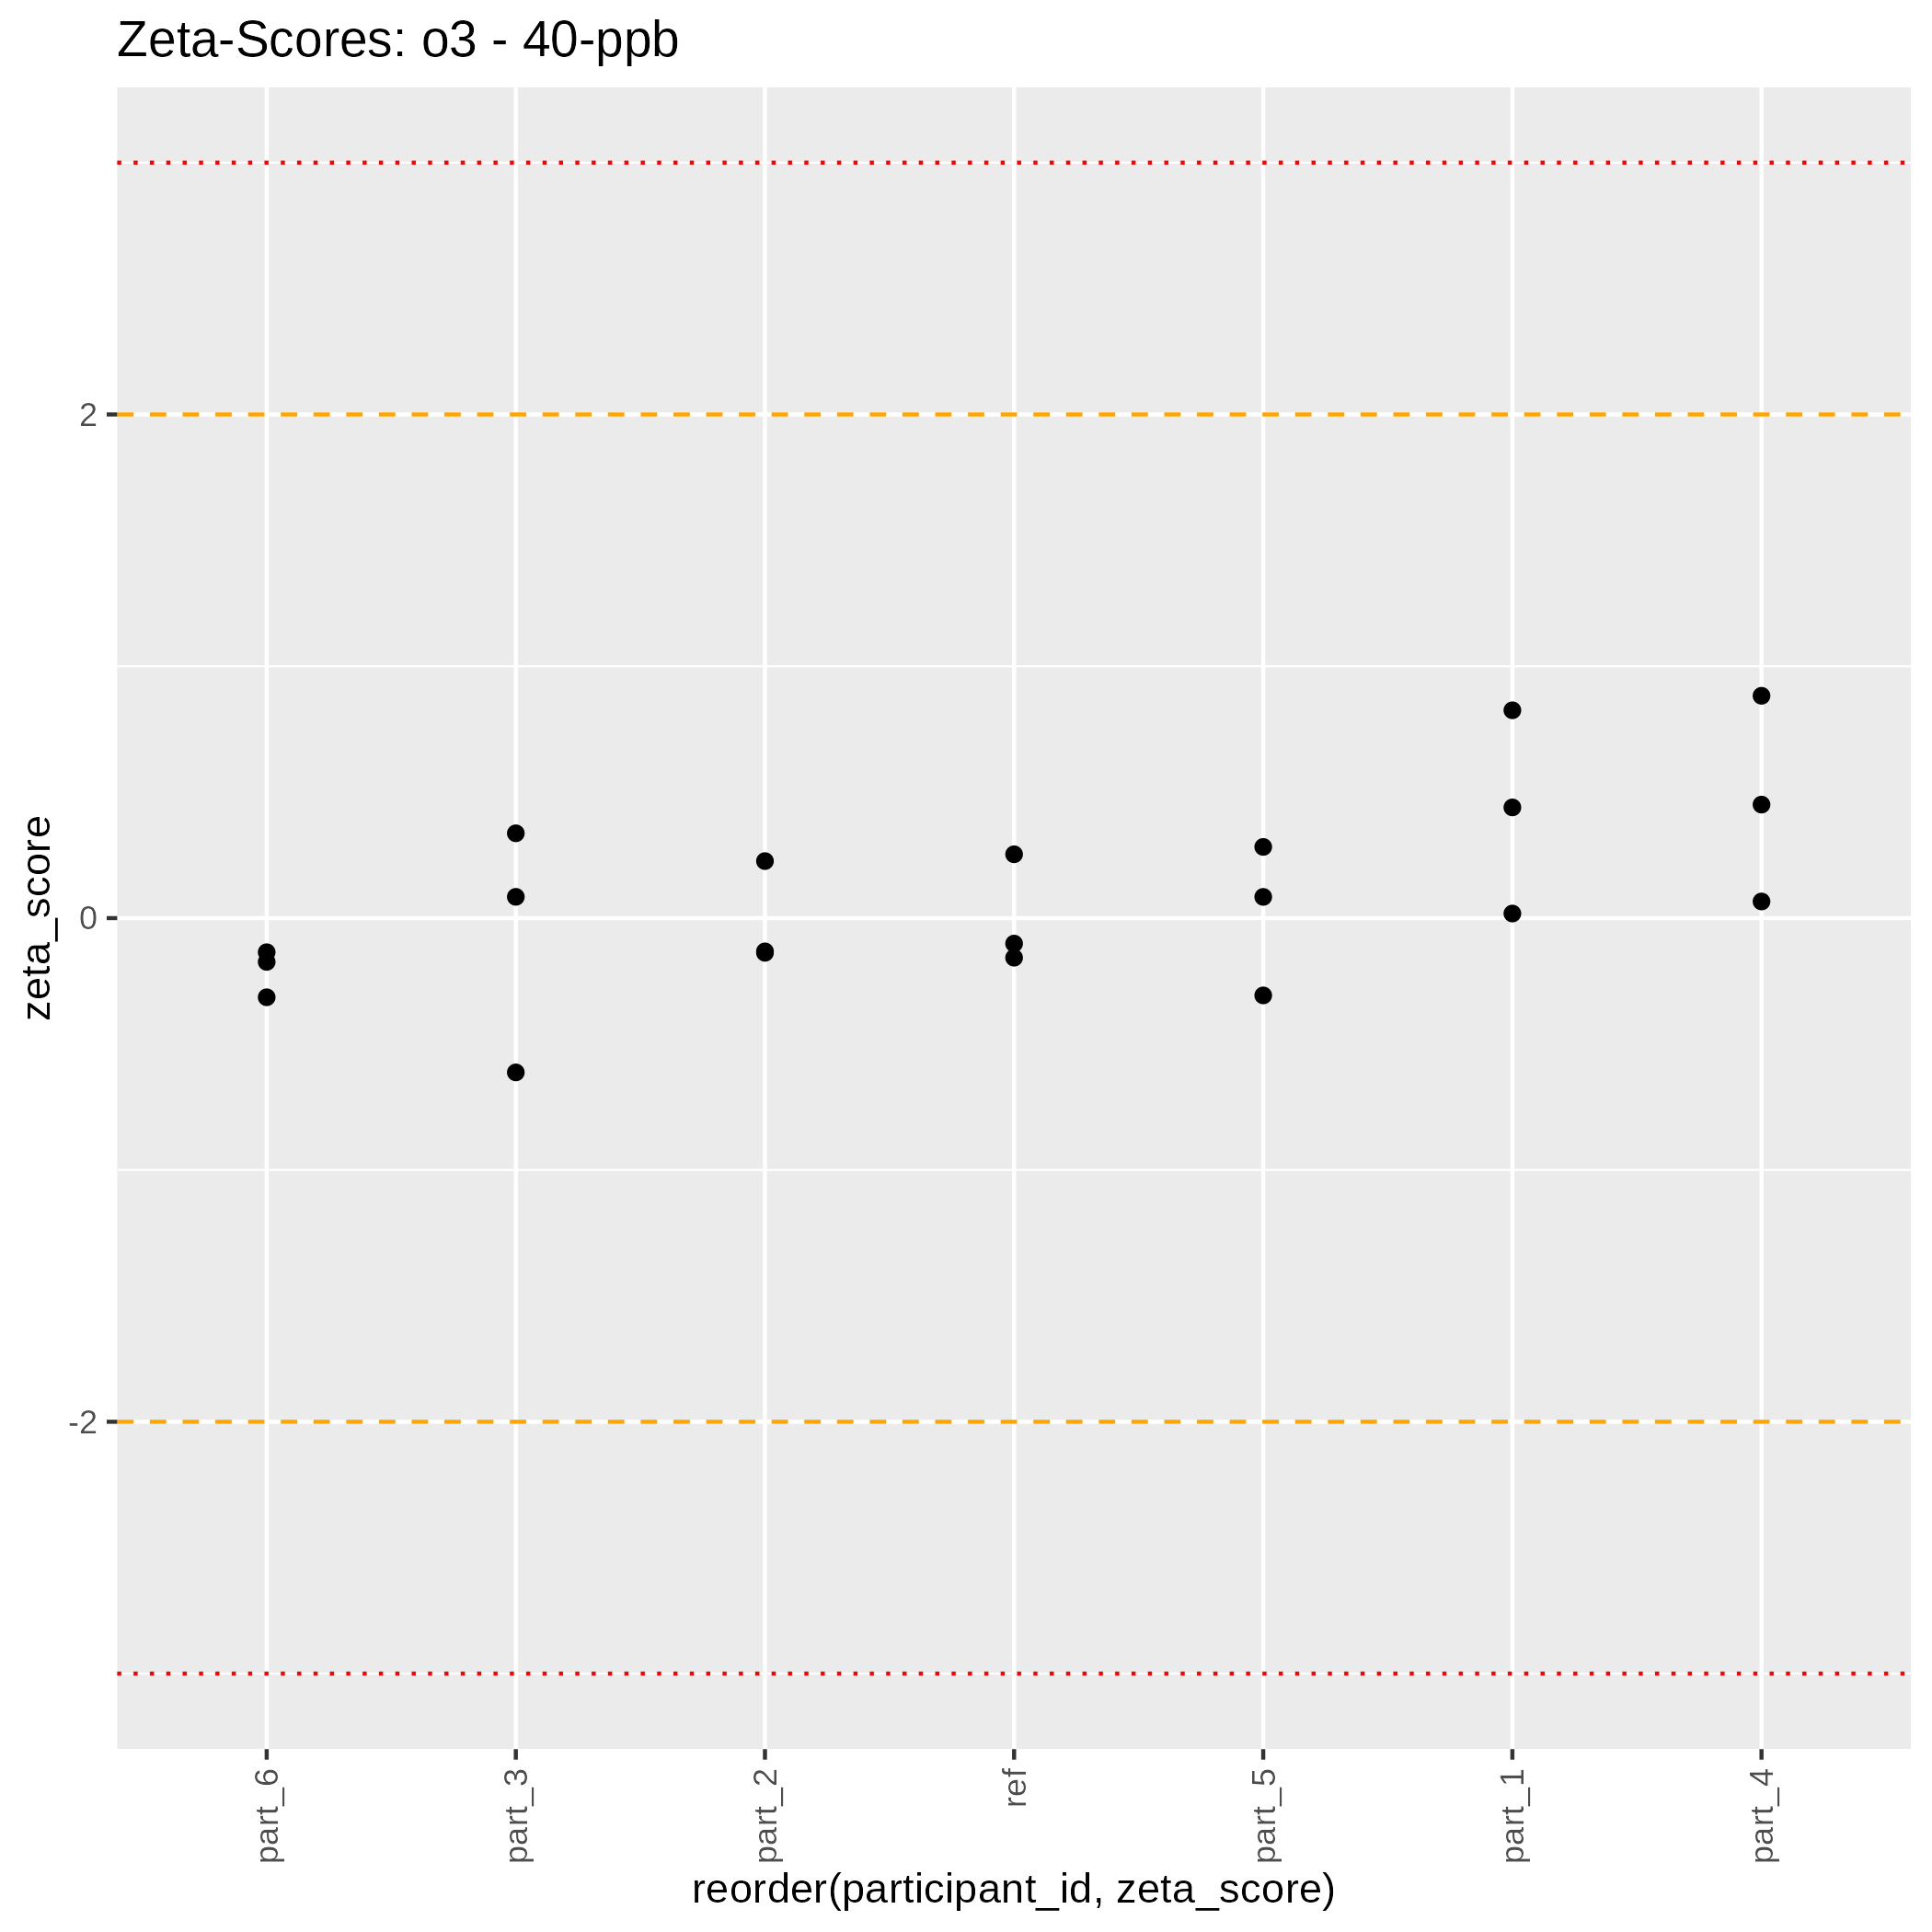 Zeta-Scores: o3 - 40-ppb
zeta_score
2
0
-2
part_6
part_3
part_2
ref
part_5
part_1
part_4
reorder(participant_id, zeta_score)